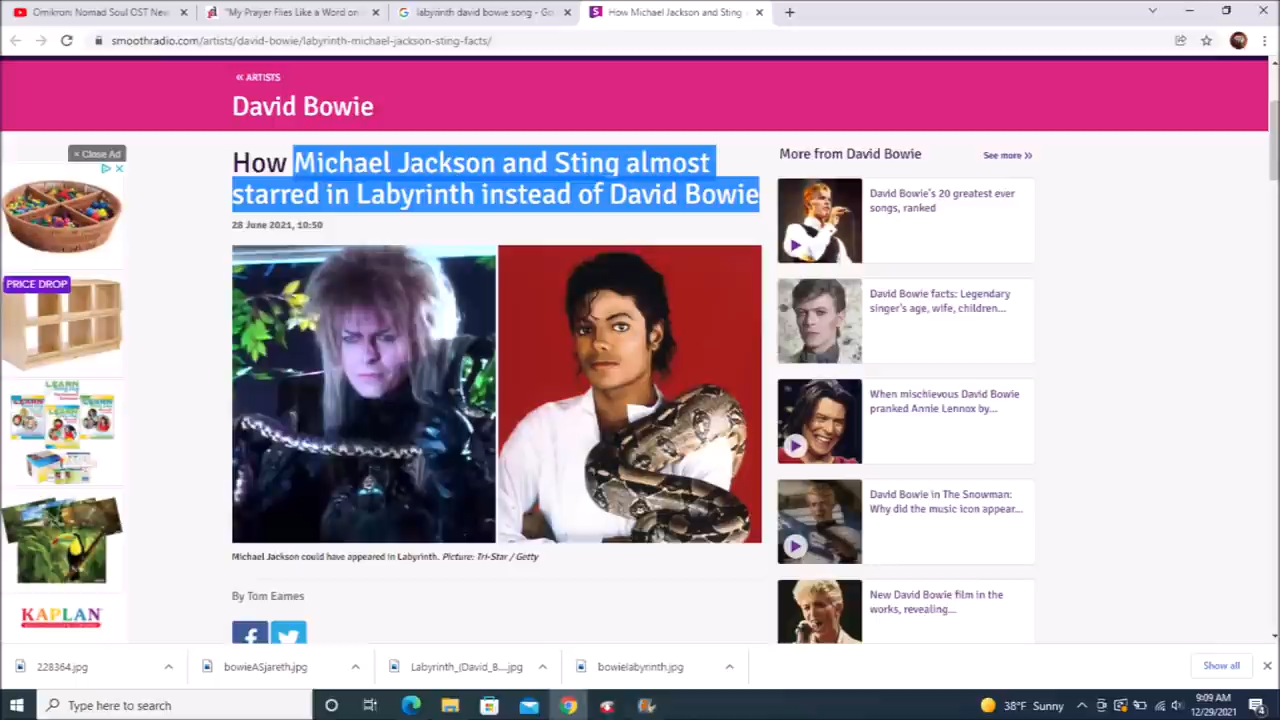 Omikron: Nomad Soul OST New
"My Prayer Flies Like a Word on
labyrinth david bowie song - Go
How Michael Jackson and Sting
smoothradio.com/artists/david-bowie/labyrinth-michael-jackson-sting-facts/
« ARTISTS
David Bowie
× Close Ad
PRICE DROP
LEARN
KAPLAN
How Michael Jackson and Sting almost
starred in Labyrinth instead of David Bowie
28 June 2021, 10:50
Michael Jackson could have appeared in Labyrinth. Picture: Tri-Star / Getty
By Tom Eames
More from David Bowie
See more »
David Bowie's 20 greatest ever
songs, ranked
David Bowie facts: Legendary
singer's age, wife, children...
When mischievous David Bowie
pranked Annie Lennox by...
David Bowie in The Snowman:
Why did the music icon appear...
New David Bowie film in the
works, revealing...
228364.jpg
bowieASjareth.jpg
Labyrinth_(David_B....jpg
bowielabyrinth.jpg
Show all
Type here to search
38°F Sunny
9:09 AM
12/29/2021
4